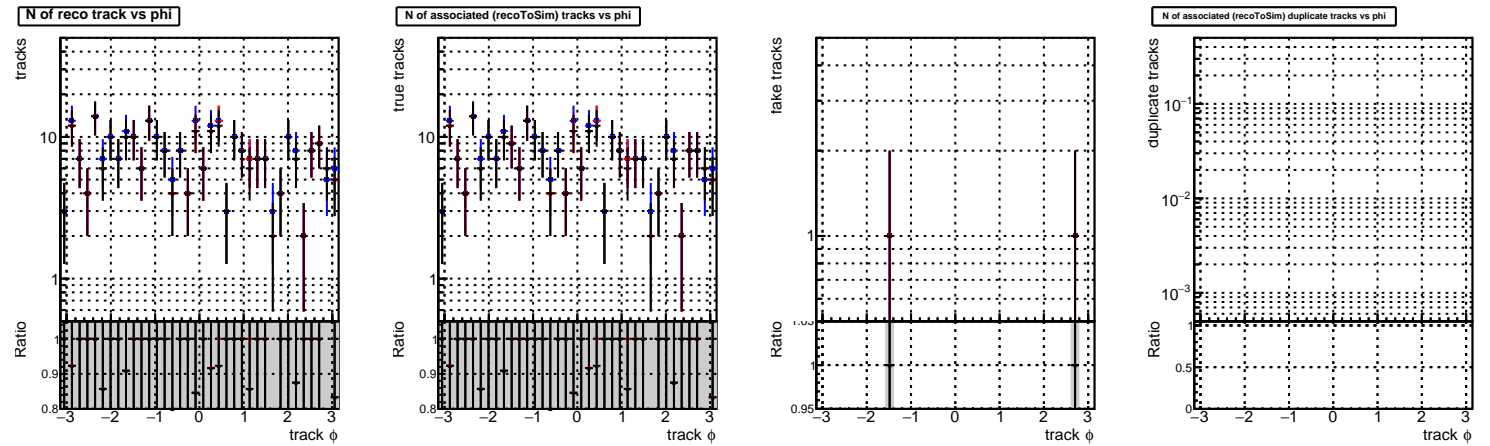 N of reco track vs phi
tracks
10
1
Ratio
1
0.9
0.8
−3 −2 −1 0 1 2 3
track ϕ
N of associated (recoToSim) tracks vs phi
true tracks
10
1
Ratio
1
0.9
0.8
−3 −2 −1 0 1 2 3
track ϕ
fake tracks
1
Ratio
1.05
1
0.95
−3 −2 −1 0 1 2 3
track ϕ
N of associated (recoToSim) duplicate tracks vs phi
duplicate tracks
10−1
10−2
10−3
Ratio
1
0.5
0
−3 −2 −1 0 1 2 3
track ϕ